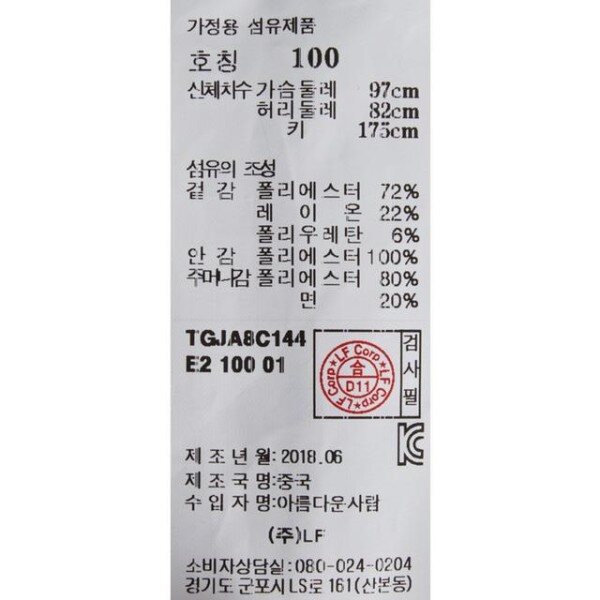 가정용 섬유제품
호칭 100
신체치수 가슴둘레 97cm
허리둘레 82cm
키 175cm
섬유의 조성
겉감 폴리에스터 72%
레이온 22%
폴리우레탄 6%
안감 폴리에스터 100%
주머니감 폴리에스터 80%
면 20%
TGJA8C144
E2 100 01
LF Corp★LF Corp★LF Corp★
合
D11
검사필
KC
제조년월:2018.06
제조국명:중국
수입자명:아름다운사람
(주)LF
소비자상담실:080-024-0204
경기도 군포시 LS로 161(산본동)